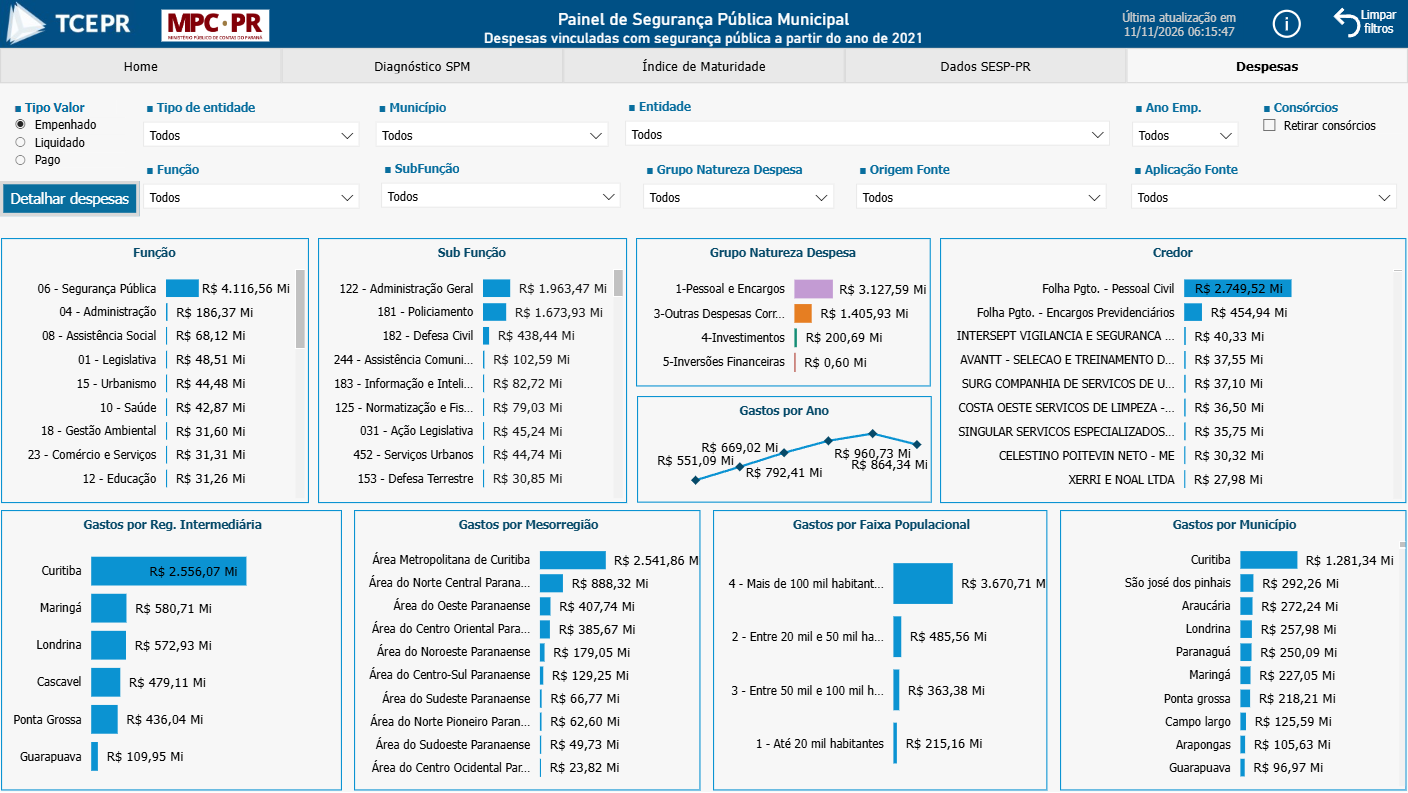 TCEPR
MPC·PR
MINISTÉRIO PÚBLICO DE CONTAS DO PARANÁ
Painel de Segurança Pública Municipal
Despesas vinculadas com segurança pública a partir do ano de 2021
Última atualização em
11/11/2026 06:15:47
Limpar
filtros
Home
Diagnóstico SPM
Índice de Maturidade
Dados SESP-PR
Despesas
Tipo Valor
Empenhado
Liquidado
Pago
Tipo de entidade
Todos
Município
Todos
Entidade
Todos
Ano Emp.
Todos
Consórcios
Retirar consórcios
Detalhar despesas
Função
Todos
SubFunção
Todos
Grupo Natureza Despesa
Todos
Origem Fonte
Todos
Aplicação Fonte
Todos
Função
06 - Segurança Pública R$ 4.116,56 Mi
04 - Administração R$ 186,37 Mi
08 - Assistência Social R$ 68,12 Mi
01 - Legislativa R$ 48,51 Mi
15 - Urbanismo R$ 44,48 Mi
10 - Saúde R$ 42,87 Mi
18 - Gestão Ambiental R$ 31,60 Mi
23 - Comércio e Serviços R$ 31,31 Mi
12 - Educação R$ 31,26 Mi
Sub Função
122 - Administração Geral R$ 1.963,47 Mi
181 - Policiamento R$ 1.673,93 Mi
182 - Defesa Civil R$ 438,44 Mi
244 - Assistência Comuni... R$ 102,59 Mi
183 - Informação e Inteli... R$ 82,72 Mi
125 - Normatização e Fis... R$ 79,03 Mi
031 - Ação Legislativa R$ 45,24 Mi
452 - Serviços Urbanos R$ 44,74 Mi
153 - Defesa Terrestre R$ 30,85 Mi
Grupo Natureza Despesa
1-Pessoal e Encargos R$ 3.127,59 Mi
3-Outras Despesas Corr... R$ 1.405,93 Mi
4-Investimentos R$ 200,69 Mi
5-Inversões Financeiras R$ 0,60 Mi
Gastos por Ano
R$ 551,09 Mi
R$ 669,02 Mi
R$ 792,41 Mi
R$ 960,73 Mi
R$ 864,34 Mi
Credor
Folha Pgto. - Pessoal Civil R$ 2.749,52 Mi
Folha Pgto. - Encargos Previdenciários R$ 454,94 Mi
INTERSEPT VIGILANCIA E SEGURANCA ... R$ 40,33 Mi
AVANTT - SELECAO E TREINAMENTO D... R$ 37,55 Mi
SURG COMPANHIA DE SERVICOS DE U... R$ 37,10 Mi
COSTA OESTE SERVICOS DE LIMPEZA -... R$ 36,50 Mi
SINGULAR SERVICOS ESPECIALIZADOS... R$ 35,75 Mi
CELESTINO POITEVIN NETO - ME R$ 30,32 Mi
XERRI E NOAL LTDA R$ 27,98 Mi
Gastos por Reg. Intermediária
Curitiba R$ 2.556,07 Mi
Maringá R$ 580,71 Mi
Londrina R$ 572,93 Mi
Cascavel R$ 479,11 Mi
Ponta Grossa R$ 436,04 Mi
Guarapuava R$ 109,95 Mi
Gastos por Mesorregião
Área Metropolitana de Curitiba R$ 2.541,86 M
Área do Norte Central Parana... R$ 888,32 Mi
Área do Oeste Paranaense R$ 407,74 Mi
Área do Centro Oriental Para... R$ 385,67 Mi
Área do Noroeste Paranaense R$ 179,05 Mi
Área do Centro-Sul Paranaense R$ 129,25 Mi
Área do Sudeste Paranaense R$ 66,77 Mi
Área do Norte Pioneiro Paran... R$ 62,60 Mi
Área do Sudoeste Paranaense R$ 49,73 Mi
Área do Centro Ocidental Par... R$ 23,82 Mi
Gastos por Faixa Populacional
4 - Mais de 100 mil habitant... R$ 3.670,71 M
2 - Entre 20 mil e 50 mil ha... R$ 485,56 Mi
3 - Entre 50 mil e 100 mil h... R$ 363,38 Mi
1 - Até 20 mil habitantes R$ 215,16 Mi
Gastos por Município
Curitiba R$ 1.281,34 Mi
São josé dos pinhais R$ 292,26 Mi
Araucária R$ 272,24 Mi
Londrina R$ 257,98 Mi
Paranaguá R$ 250,09 Mi
Maringá R$ 227,05 Mi
Ponta grossa R$ 218,21 Mi
Campo largo R$ 125,59 Mi
Arapongas R$ 105,63 Mi
Guarapuava R$ 96,97 Mi